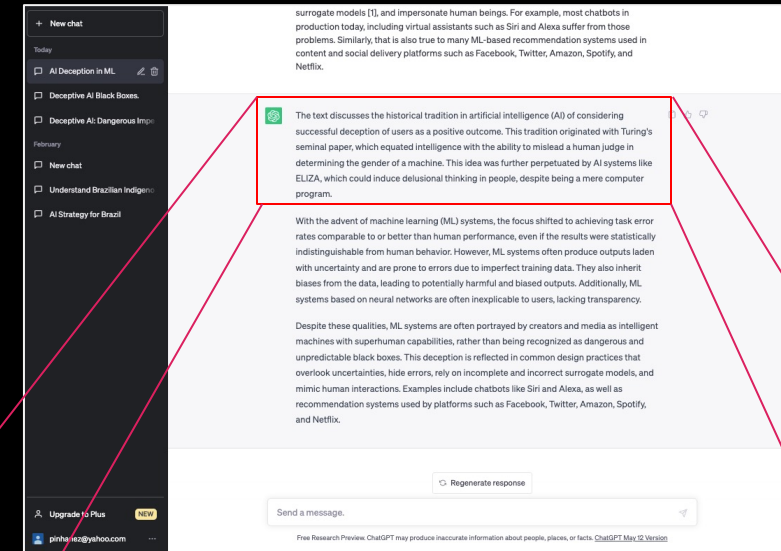 + New chat
Today
AI Deception in ML
Deceptive AI Black Boxes.
Deceptive AI: Dangerous Impe
February
New chat
Understand Brazilian Indigeno
AI Strategy for Brazil
Upgrade to Plus NEW
pinhanez@yahoo.com ...
surrogate models [1], and impersonate human beings. For example, most chatbots in
production today, including virtual assistants such as Siri and Alexa suffer from those
problems. Similarly, that is also true to many ML-based recommendation systems used in
content and social delivery platforms such as Facebook, Twitter, Amazon, Spotify, and
Netflix.
The text discusses the historical tradition in artificial intelligence (AI) of considering
successful deception of users as a positive outcome. This tradition originated with Turing's
seminal paper, which equated intelligence with the ability to mislead a human judge in
determining the gender of a machine. This idea was further perpetuated by AI systems like
ELIZA, which could induce delusional thinking in people, despite being a mere computer
program.
With the advent of machine learning (ML) systems, the focus shifted to achieving task error
rates comparable to or better than human performance, even if the results were statistically
indistinguishable from human behavior. However, ML systems often produce outputs laden
with uncertainty and are prone to errors due to imperfect training data. They also inherit
biases from the data, leading to potentially harmful and biased outputs. Additionally, ML
systems based on neural networks are often inexplicable to users, lacking transparency.
Despite these qualities, ML systems are often portrayed by creators and media as intelligent
machines with superhuman capabilities, rather than being recognized as dangerous and
unpredictable black boxes. This deception is reflected in common design practices that
overlook uncertainties, hide errors, rely on incomplete and incorrect surrogate models, and
mimic human interactions. Examples include chatbots like Siri and Alexa, as well as
recommendation systems used by platforms such as Facebook, Twitter, Amazon, Spotify,
and Netflix.
Regenerate response
Send a message.
Free Research Preview. ChatGPT may produce inaccurate information about people, places, or facts. ChatGPT May 12 Version